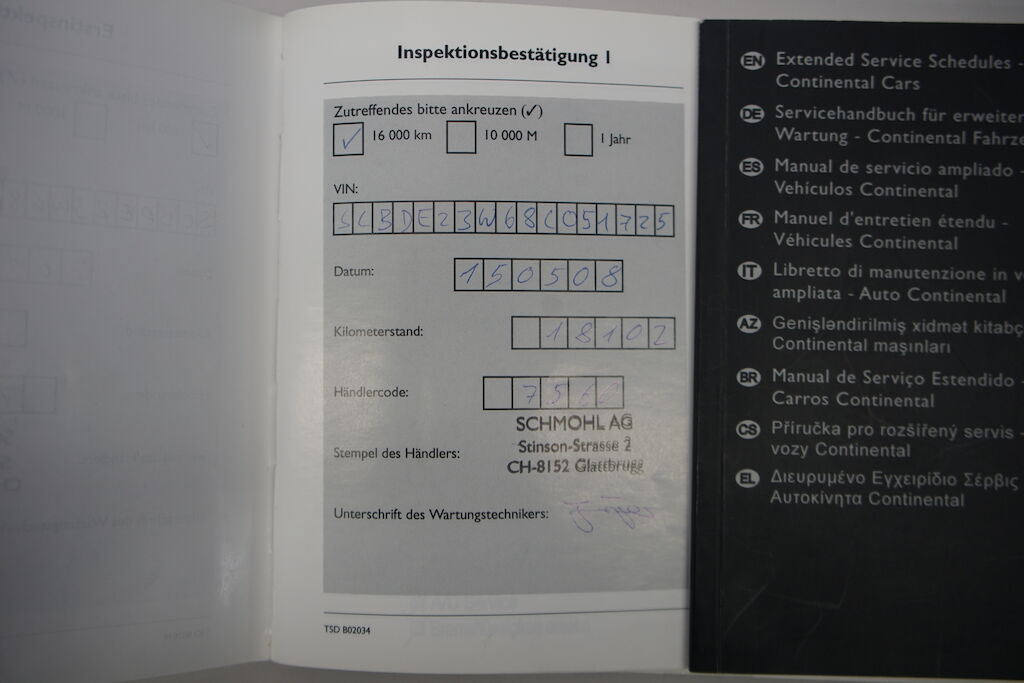 Inspektionsbestätigung 1
Zutreffendes bitte ankreuzen (✓)
✓ 16 000 km 10 000 M 1 Jahr
VIN:
SCBDE23W68C051725
Datum: 150508
Kilometerstand: 18102
Händlercode: 7566
SCHMOHL AG
Stinson-Strasse 2
Stempel des Händlers: CH-8152 Glattbrugg
Unterschrift des Wartungstechnikers:
TSD B02034
EN Extended Service Schedules -
Continental Cars
DE Servicehandbuch für erweiter
Wartung - Continental Fahrze
ES Manual de servicio ampliado -
Vehículos Continental
FR Manuel d'entretien étendu -
Véhicules Continental
IT Libretto di manutenzione in v
ampliata - Auto Continental
AZ Genişləndirilmiş xidmət kitabç
Continental maşınları
BR Manual de Serviço Estendido -
Carros Continental
CS Příručka pro rozšířený servis -
vozy Continental
EL Διευρυμένο Εγχειρίδιο Σέρβις
Αυτοκίνητα Continental